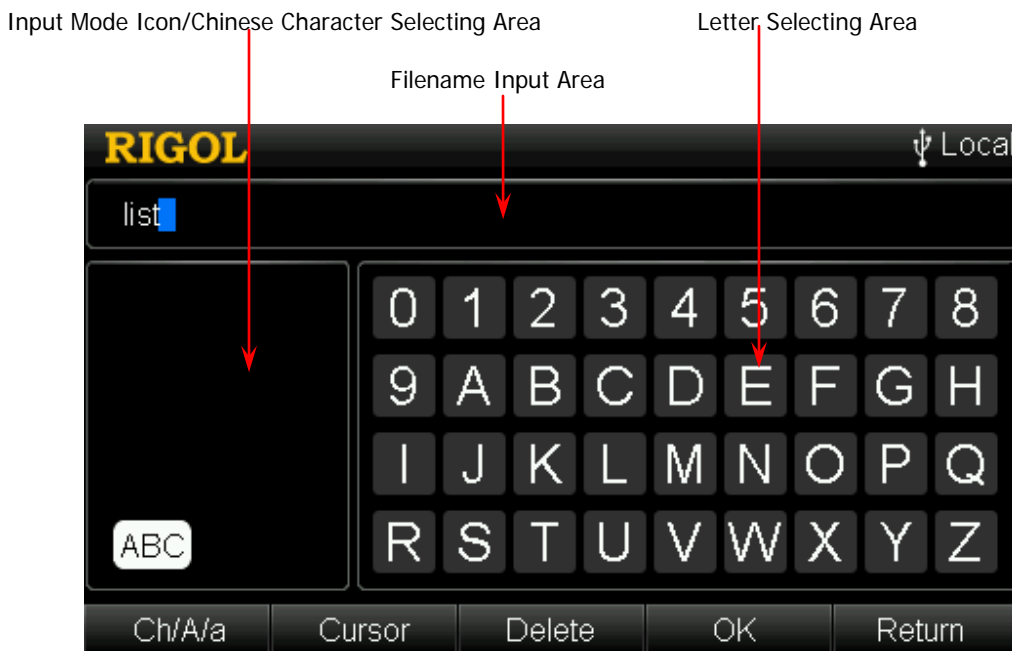 Input Mode Icon/Chinese Character Selecting Area Letter Selecting Area
Filename Input Area
RIGOL Local
list
0 1 2 3 4 5 6 7 8
9 A B C D E F G H
I J K L M N O P Q
ABC R S T U V W X Y Z
Ch/A/a Cursor Delete OK Return